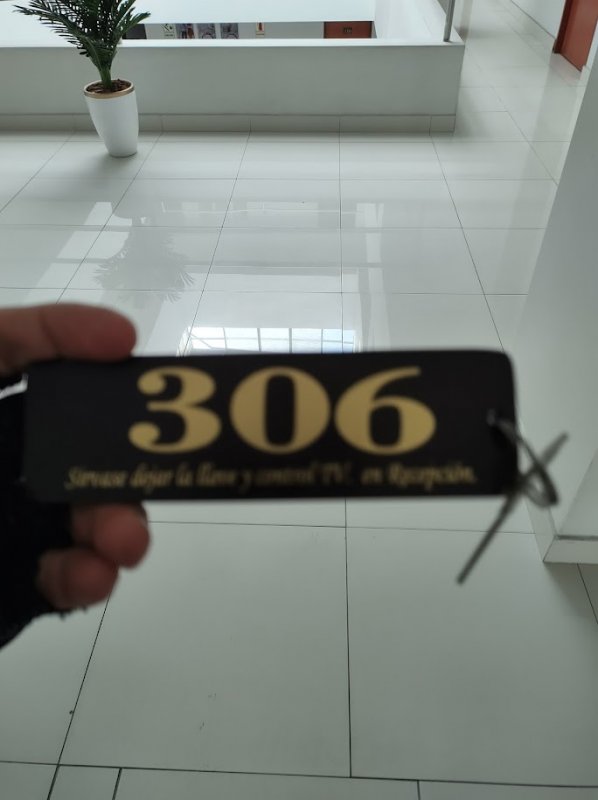 306
Sírvase dejar la llave y control TV. en Recepción.